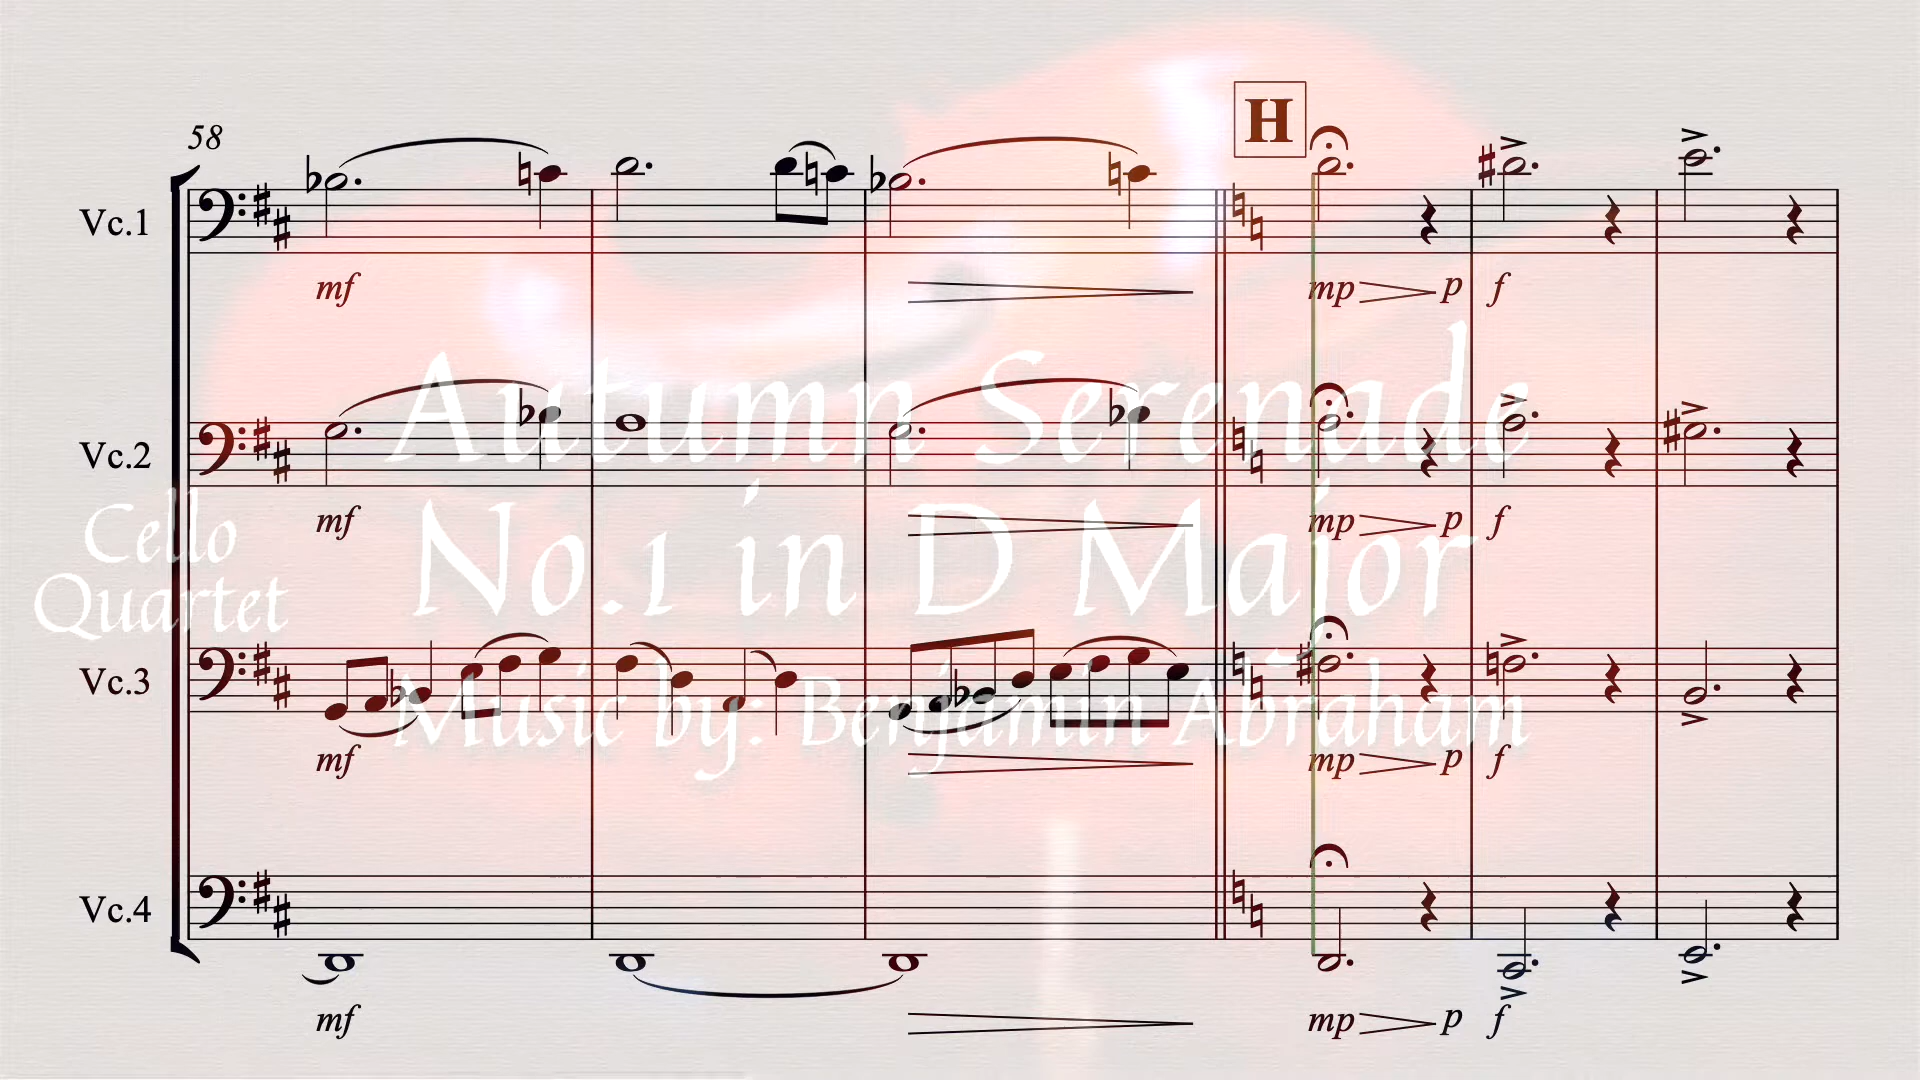 58
H
Vc.1
mf
mp
p
f
Autumn Serenade
Vc.2
mf
mp
p
f
No.1 in D Major
Cello
Quartet
Vc.3
Music by: Benjamin Abraham
mf
mp
p
f
Vc.4
mf
mp
p
f